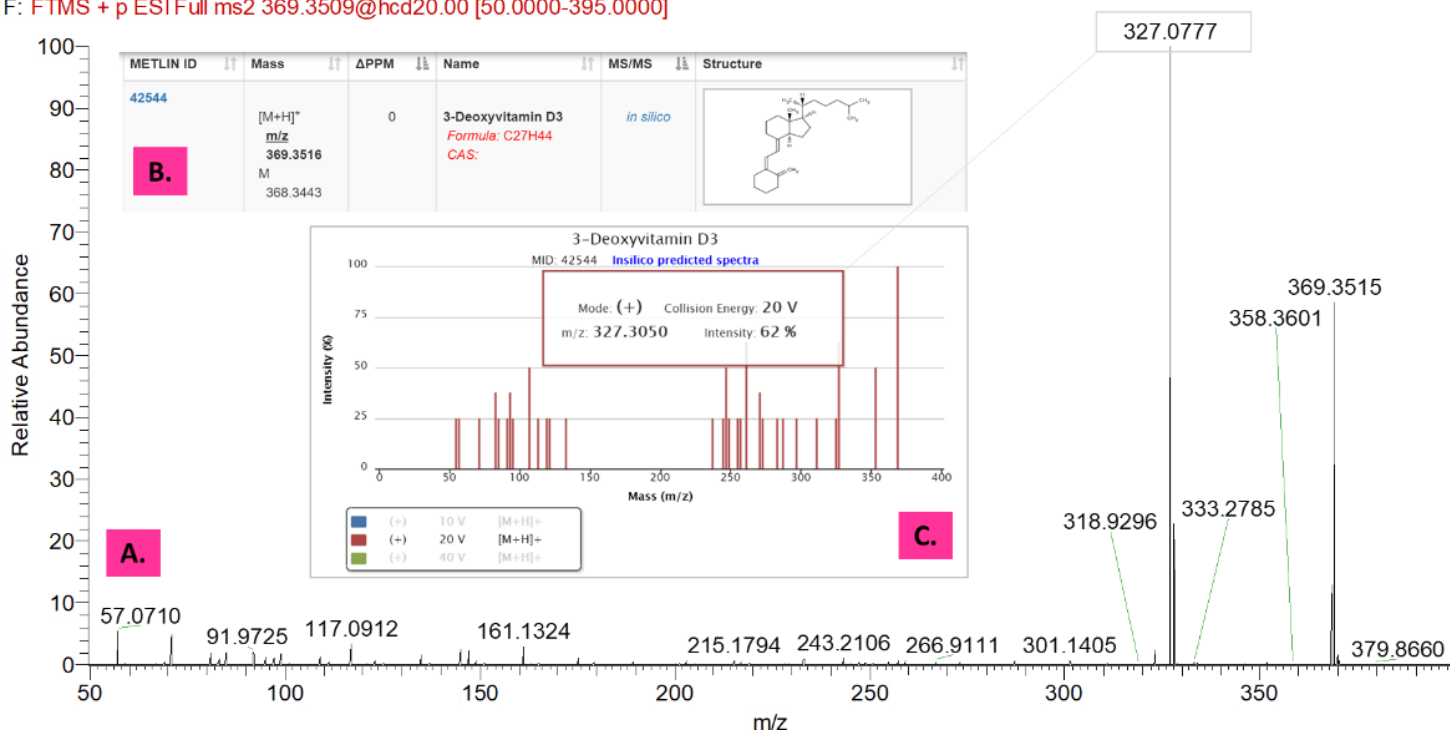 F: FTMS + p ESI Full ms2 369.3509@hcd20.00 [50.0000-395.0000]
327.0777
METLIN ID Mass ΔPPM Name MS/MS Structure
42544
[M+H]+ 0 3-Deoxyvitamin D3 in silico
m/z Formula: C27H44
369.3516 CAS:
M
368.3443
B.
3-Deoxyvitamin D3
MID: 42544 Insilico predicted spectra
Mode: (+) Collision Energy: 20 V
m/z: 327.3050 Intensity: 62 %
Intensity (X)
100
75
50
25
0
0 50 100 150 200 250 300 350 400
Mass (m/z)
(+) 10 V [M+H]+
(+) 20 V [M+H]+
(+) 40 V [M+H]+
C.
A.
Relative Abundance
100
90
80
70
60
50
40
30
20
10
0
369.3515
358.3601
333.2785
318.9296
57.0710
91.9725
117.0912
161.1324
215.1794
243.2106
266.9111
301.1405
379.8660
50 100 150 200 250 300 350
m/z